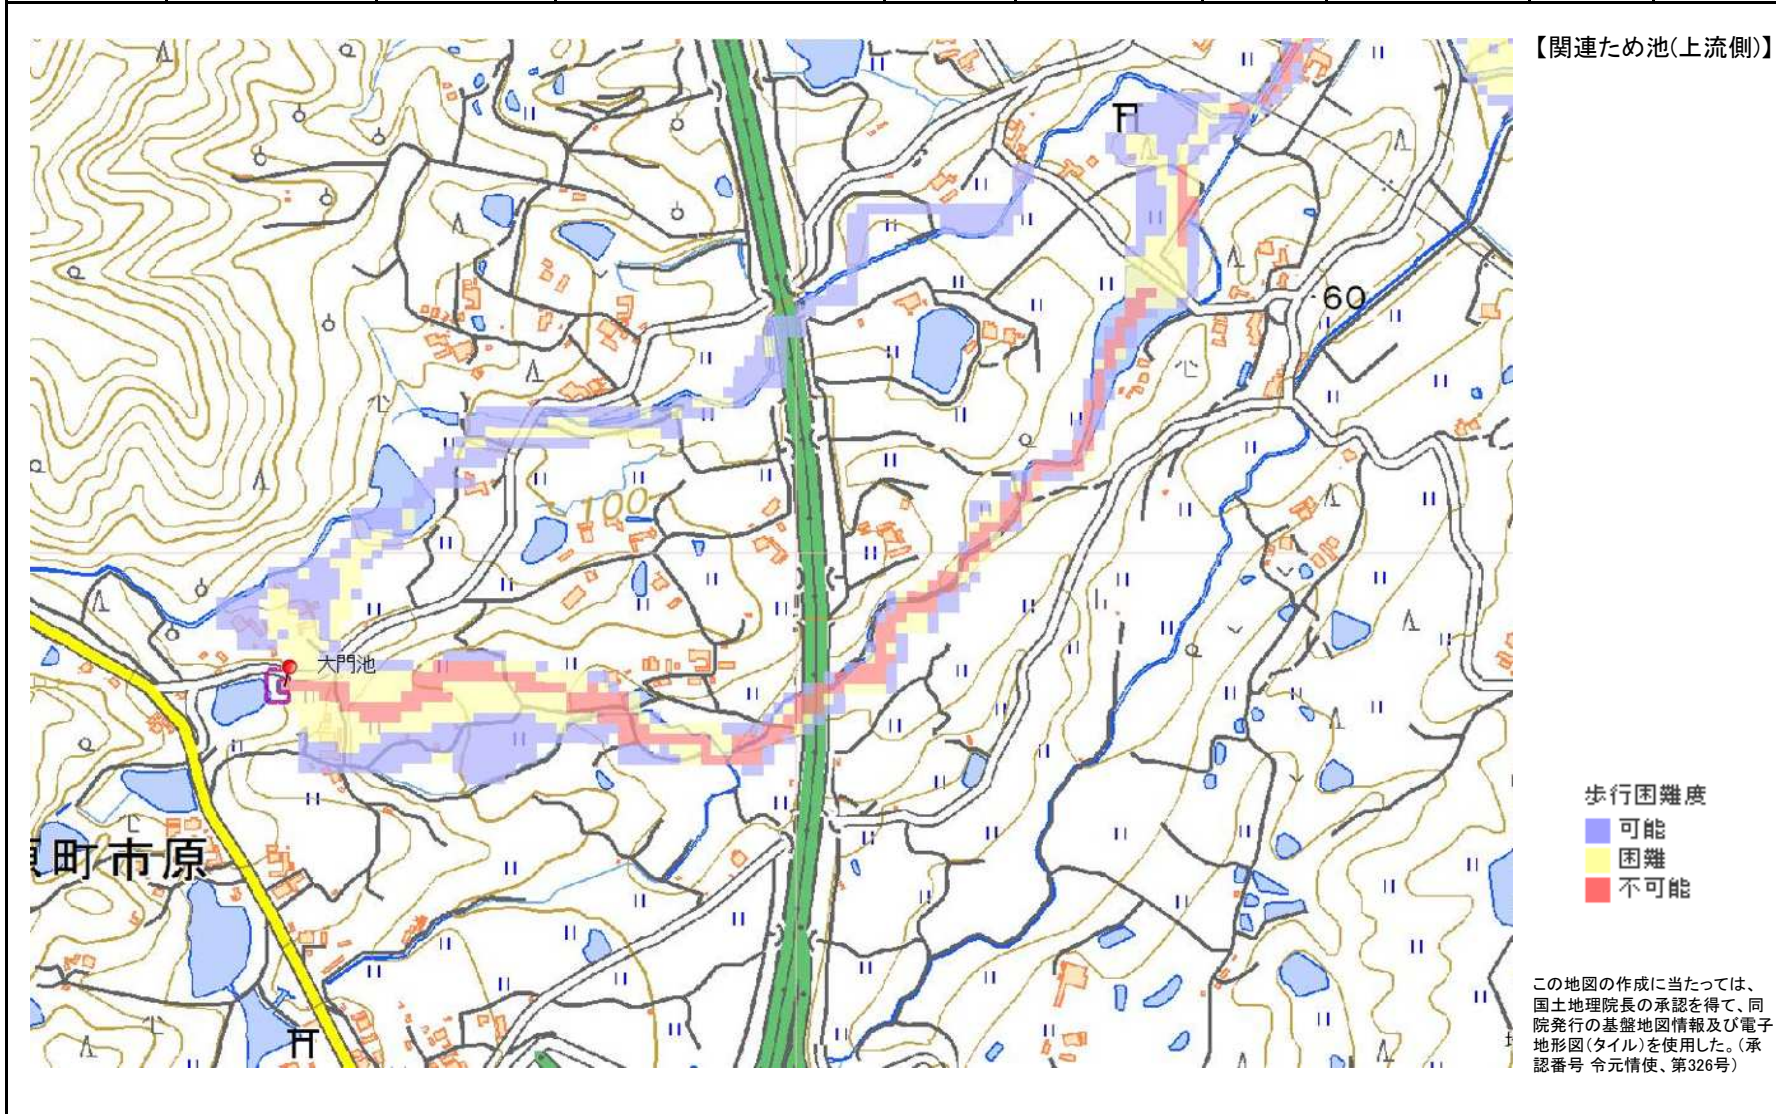 【関連ため池(上流側)】
60
100
大門池
町市原
歩行困難度
可能
困難
不可能
この地図の作成に当たっては、
国土地理院長の承認を得て、同
院発行の基盤地図情報及び電子
地形図(タイル)を使用した。(承
認番号 令元情使、第326号)